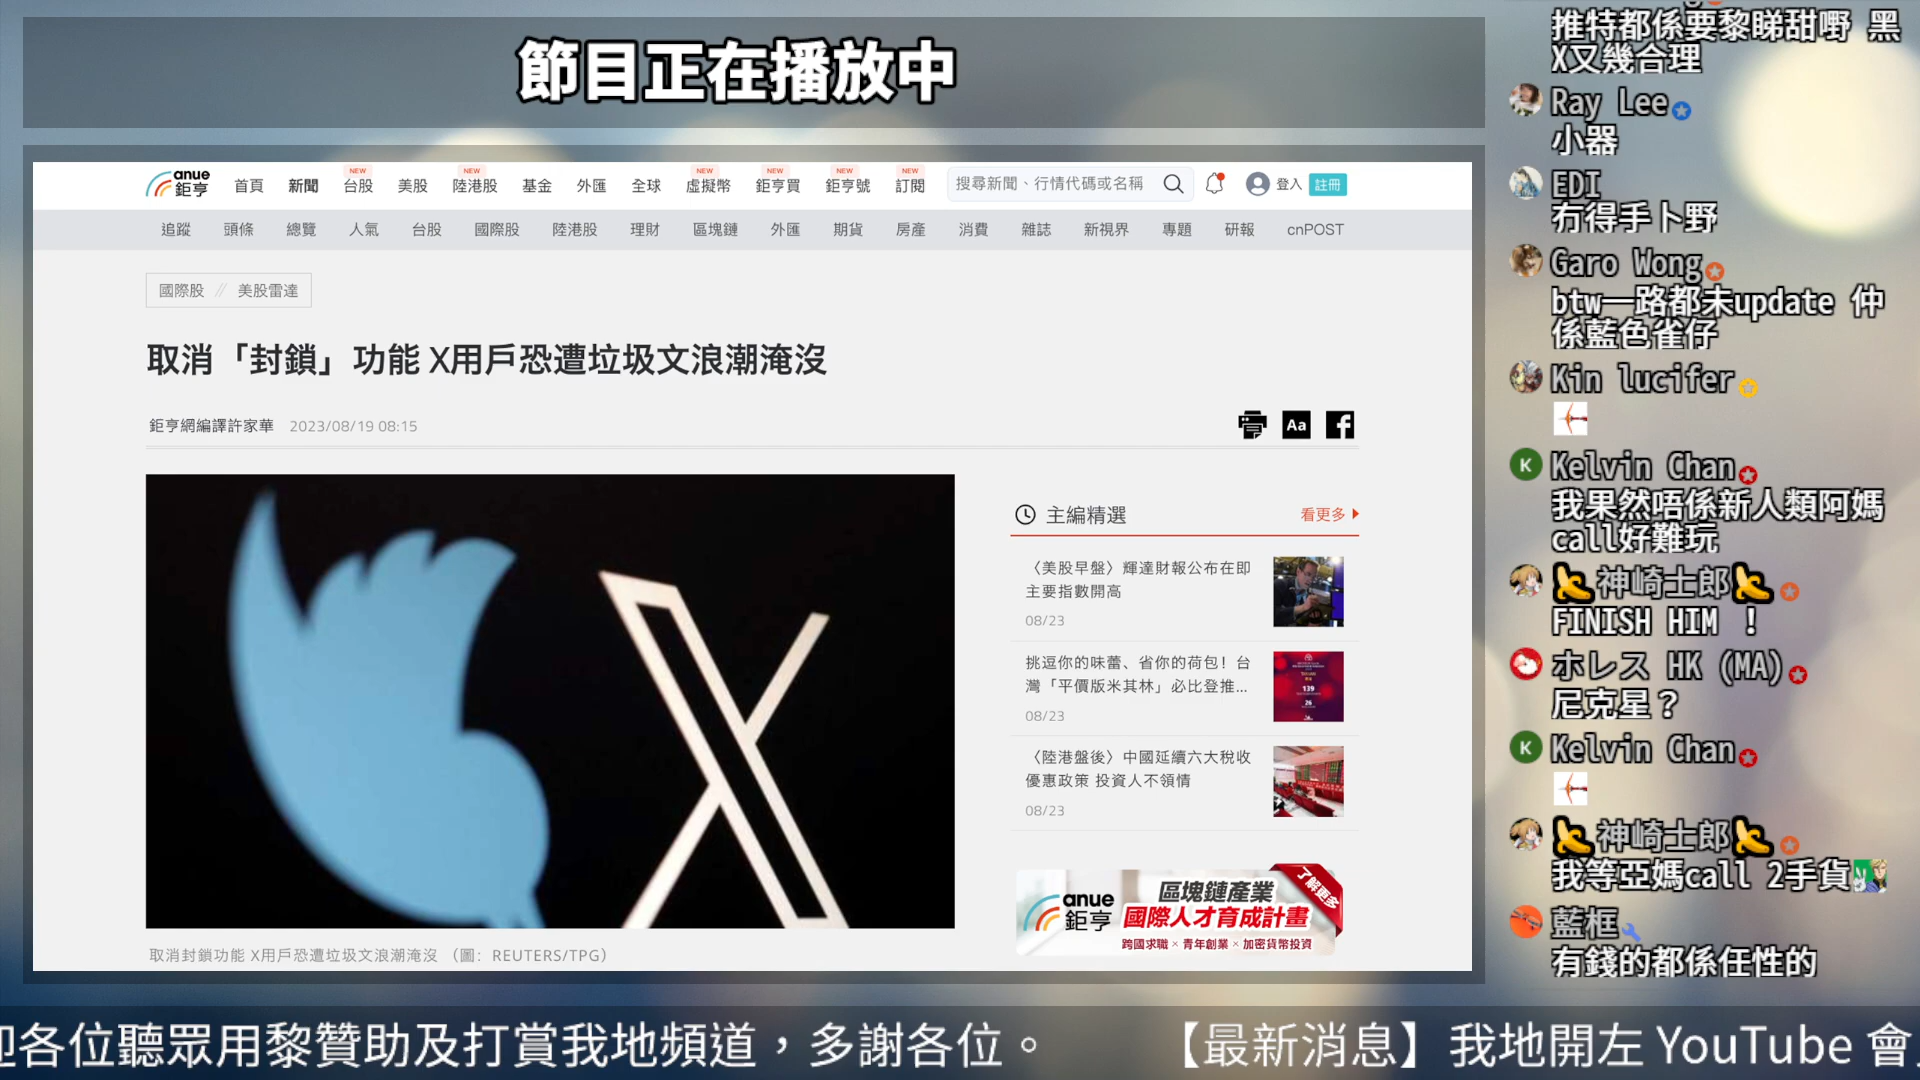 節目正在播放中
anue
鉅亨
首頁
新聞
NEW
台股
美股
NEW
陸港股
基金
外匯
全球
NEW
虛擬幣
NEW
鉅亨買
NEW
鉅亨號
NEW
訂閱
搜尋新聞、行情代碼或名稱
登入
註冊
追蹤
頭條
總覽
人氣
台股
國際股
陸港股
理財
區塊鏈
外匯
期貨
房產
消費
雜誌
新視界
專題
研報
cnPOST
國際股 // 美股雷達
取消「封鎖」功能 X用戶恐遭垃圾文浪潮淹沒
鉅亨網編譯許家華 2023/08/19 08:15
Aa
取消封鎖功能 X用戶恐遭垃圾文浪潮淹沒 (圖: REUTERS/TPG)
主編精選
看更多
〈美股早盤〉輝達財報公布在即
主要指數開高
08/23
挑逗你的味蕾、省你的荷包！台
灣「平價版米其林」必比登推...
08/23
139
26
〈陸港盤後〉中國延續六大稅收
優惠政策 投資人不領情
08/23
anue
鉅亨
區塊鏈產業
國際人才育成計畫
跨國求職 × 青年創業 × 加密貨幣投資
了解更多
推特都係要黎睇甜嘢 黑
X又幾合理
Ray Lee
小器
EDI
冇得手卜野
Garo Wong
btw一路都未update 仲
係藍色雀仔
Kin lucifer
K
Kelvin Chan
我果然唔係新人類阿媽
call好難玩
神崎士郎
FINISH HIM ！
ホレス HK (MA)
尼克星？
K
Kelvin Chan
神崎士郎
我等亞媽call 2手貨
藍框
有錢的都係任性的
迎各位聽眾用黎贊助及打賞我地頻道，多謝各位。
【最新消息】我地開左 YouTube 會